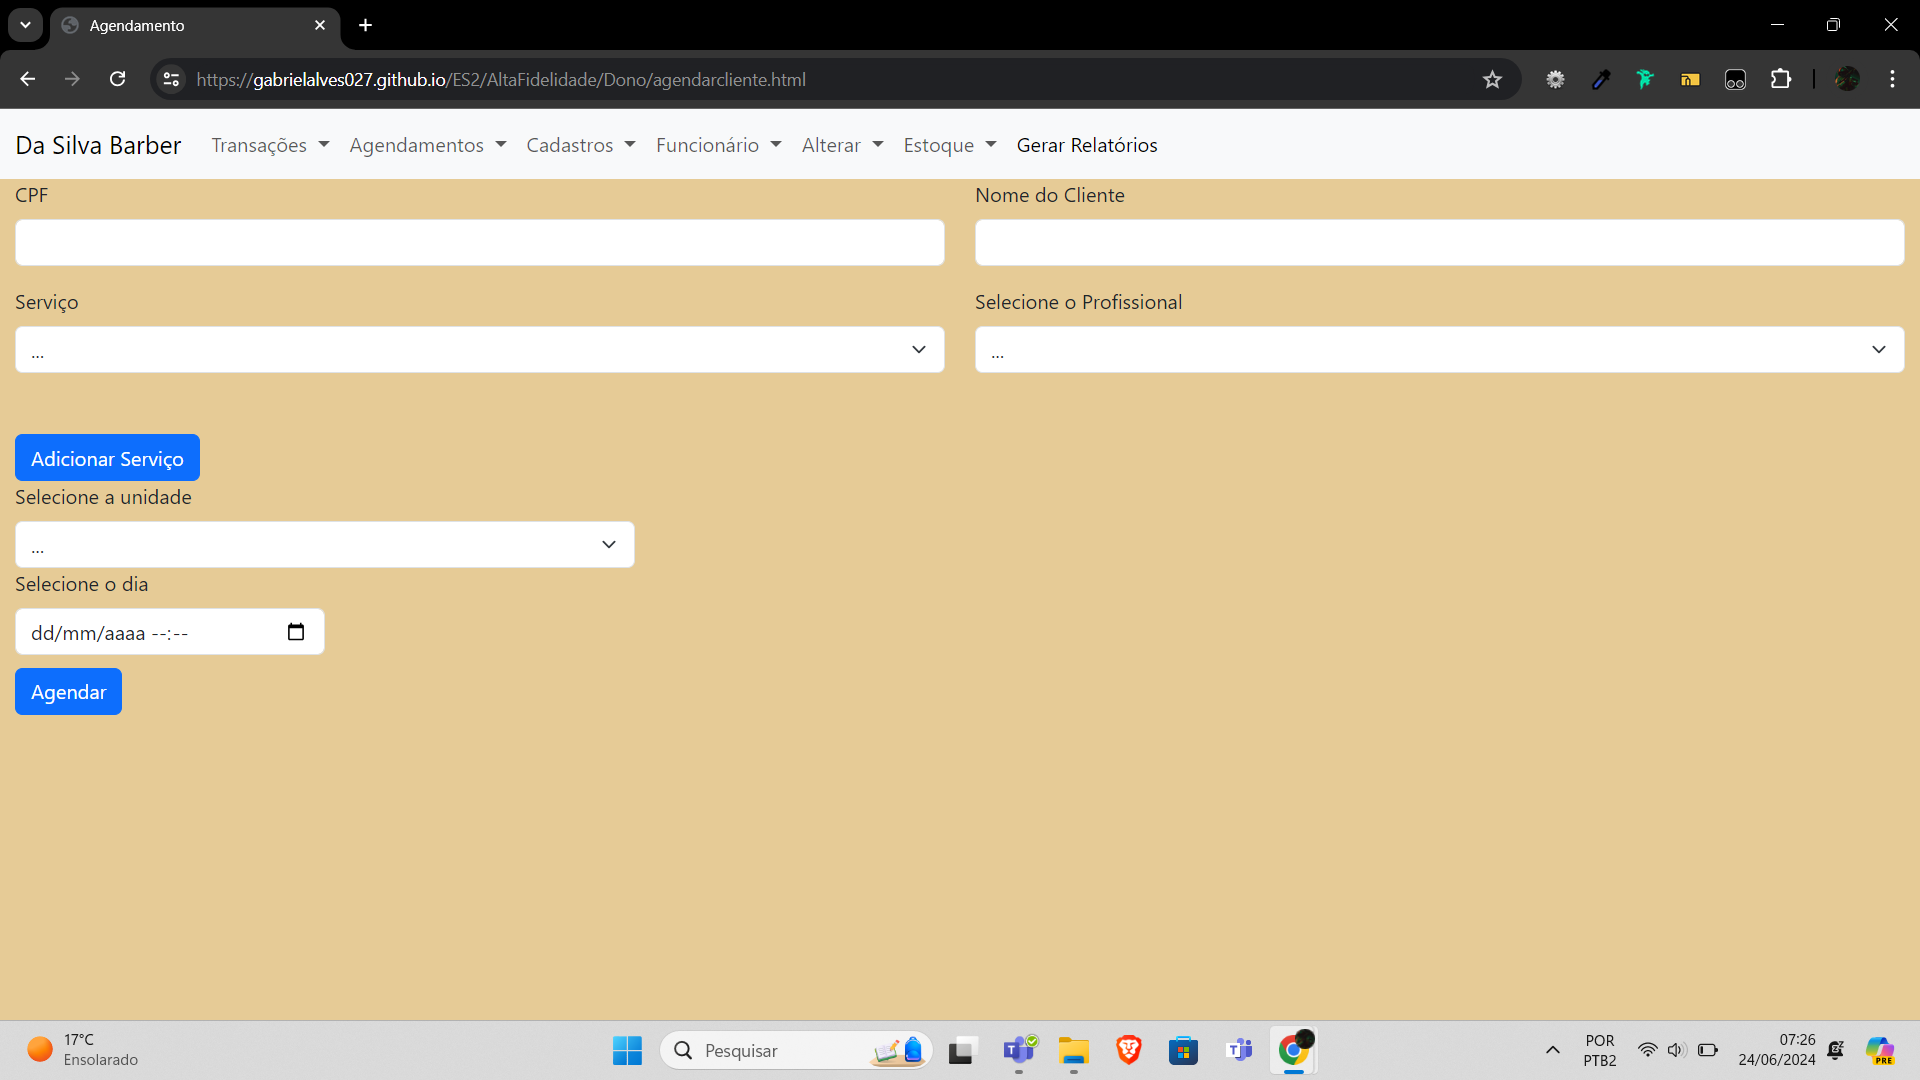 Agendamento
https://gabrielalves027.github.io/ES2/AltaFidelidade/Dono/agendarcliente.html
Da Silva Barber Transações Agendamentos Cadastros Funcionário Alterar Estoque Gerar Relatórios
CPF Nome do Cliente
Serviço Selecione o Profissional
... ...
Adicionar Serviço
Selecione a unidade
...
Selecione o dia
dd/mm/aaaa --:--
Agendar
17°C
Ensolarado
Pesquisar
POR
PTB2
07:26
24/06/2024
PRE